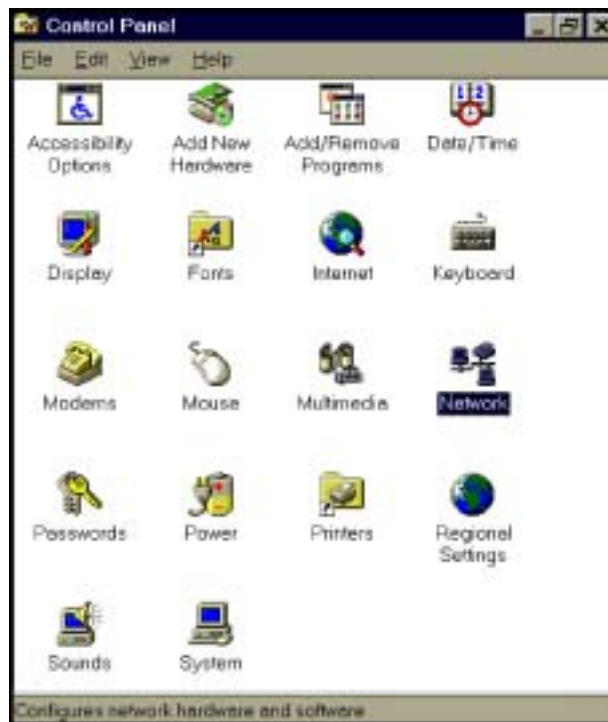 Control Panel
File Edit View Help
Accessibility Options
Add New Hardware
Add/Remove Programs
Date/Time
Display
Fonts
Internet
Keyboard
Modems
Mouse
Multimedia
Network
Passwords
Power
Printers
Regional Settings
Sounds
System
Configures network hardware and software